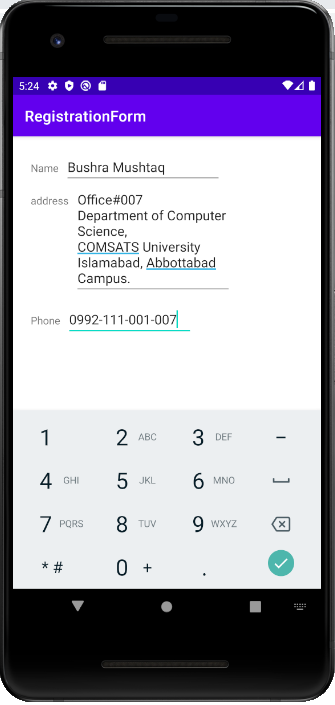 5:24
RegistrationForm
Name Bushra Mushtaq
address Office#007
Department of Computer
Science,
COMSATS University
Islamabad, Abbottabad
Campus.
Phone 0992-111-001-007
1 2 ABC 3 DEF –
4 GHI 5 JKL 6 MNO
7 PQRS 8 TUV 9 WXYZ
* # 0 + .